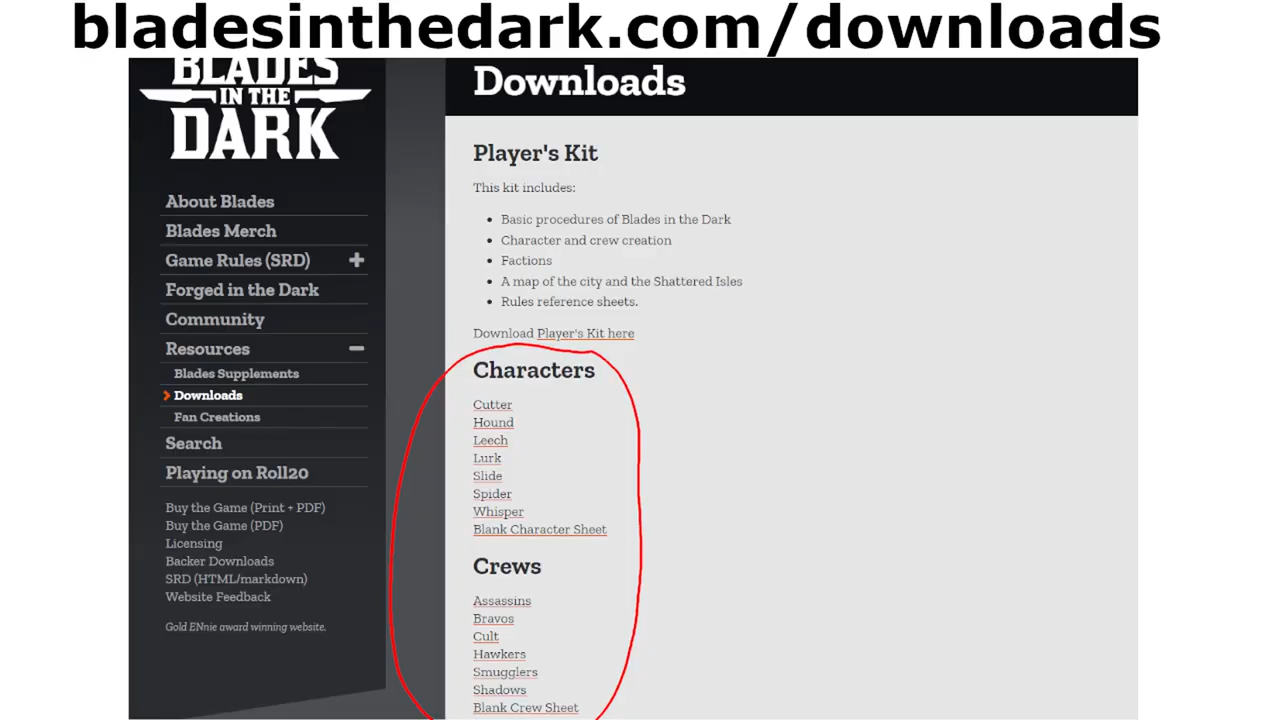 bladesinthedark.com/downloads
BLADES
IN THE
DARK
About Blades
Blades Merch
Game Rules (SRD) +
Forged in the Dark
Community
Resources
Blades Supplements
Downloads
Fan Creations
Search
Playing on Roll20
Buy the Game (Print + PDF)
Buy the Game (PDF)
Licensing
Backer Downloads
SRD (HTML/markdown)
Website Feedback
Gold ENnie award winning website.
Downloads
Player's Kit
This kit includes:
• Basic procedures of Blades in the Dark
• Character and crew creation
• Factions
• A map of the city and the Shattered Isles
• Rules reference sheets.
Download Player's Kit here
Characters
Cutter
Hound
Leech
Lurk
Slide
Spider
Whisper
Blank Character Sheet
Crews
Assassins
Bravos
Cult
Hawkers
Smugglers
Shadows
Blank Crew Sheet